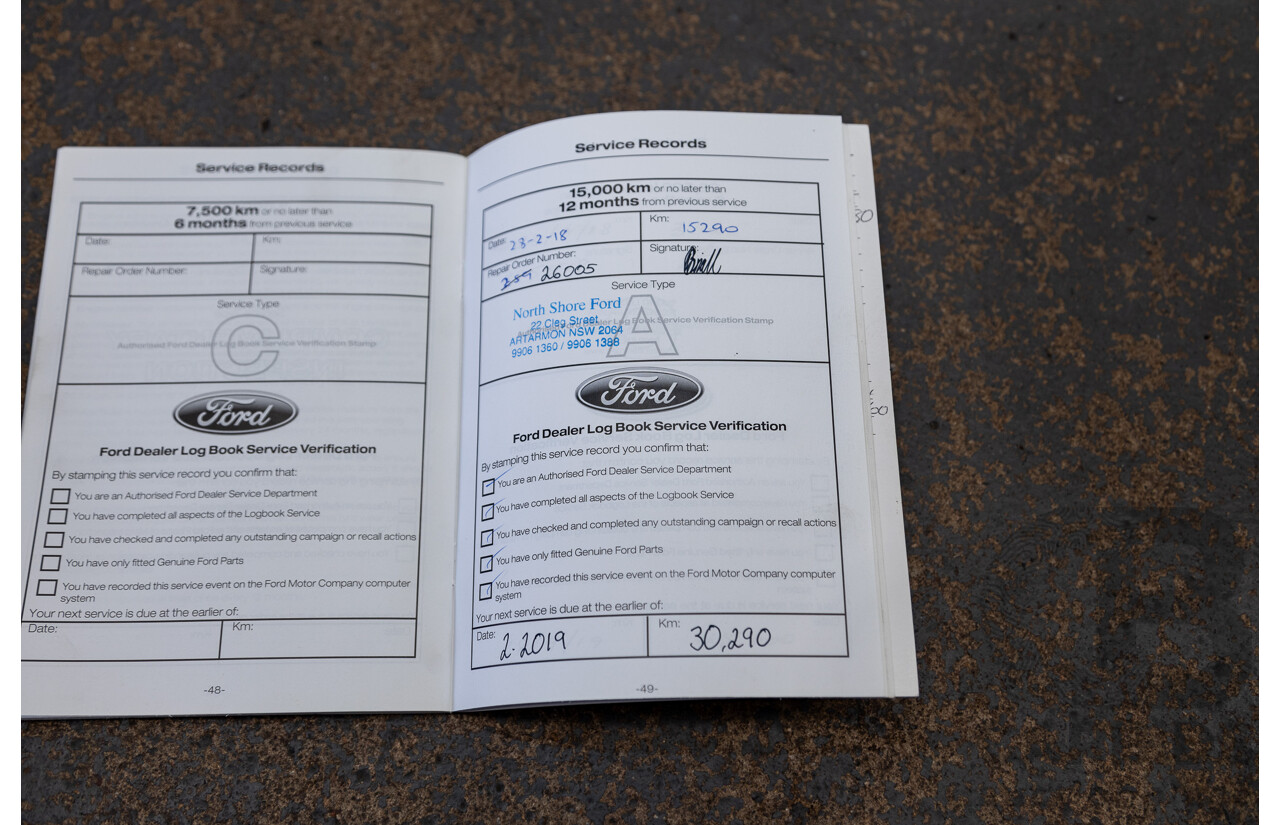 Service Records
7,500 km or no later than
6 months from previous service
Date:
Km:
Repair Order Number:
Signature:
Service Type
C
Authorised Ford Dealer Log Book Service Verification Stamp
Ford
Ford Dealer Log Book Service Verification
By stamping this service record you confirm that:
You are an Authorised Ford Dealer Service Department
You have completed all aspects of the Logbook Service
You have checked and completed any outstanding campaign or recall actions
You have only fitted Genuine Ford Parts
You have recorded this service event on the Ford Motor Company computer
system
Your next service is due at the earlier of:
Date:
Km:
-48-
Service Records
15,000 km or no later than
12 months from previous service
Date: 23-2-18
Km: 15290
Repair Order Number:
26005
Signature:
Service Type
A
North Shore Ford
22 Cleg Street
ARTARMON NSW 2064
9906 1360 / 9906 1388
Dealer Log Book Service Verification Stamp
Ford
Ford Dealer Log Book Service Verification
By stamping this service record you confirm that:
You are an Authorised Ford Dealer Service Department
You have completed all aspects of the Logbook Service
You have checked and completed any outstanding campaign or recall actions
You have only fitted Genuine Ford Parts
You have recorded this service event on the Ford Motor Company computer
system
Your next service is due at the earlier of:
Date: 2.2019
Km: 30,290
-49-